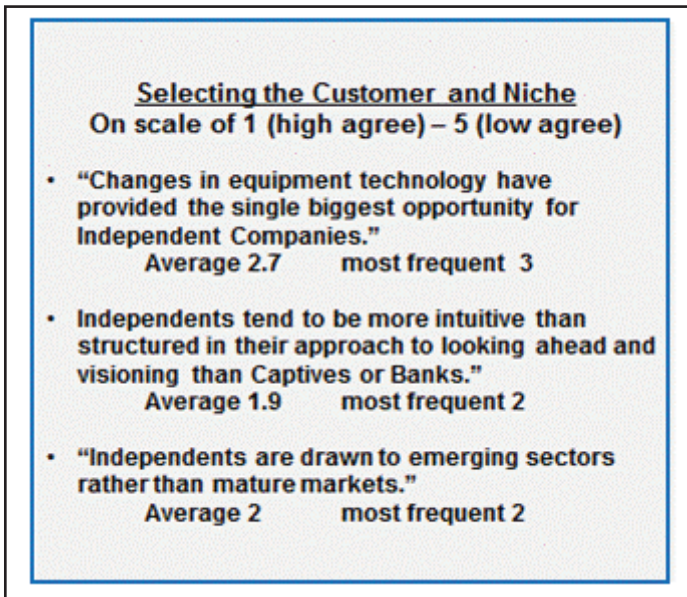 Selecting the Customer and Niche
On scale of 1 (high agree) – 5 (low agree)
• “Changes in equipment technology have
provided the single biggest opportunity for
Independent Companies.”
Average 2.7 most frequent 3
• Independents tend to be more intuitive than
structured in their approach to looking ahead and
visioning than Captives or Banks.”
Average 1.9 most frequent 2
• “Independents are drawn to emerging sectors
rather than mature markets.”
Average 2 most frequent 2